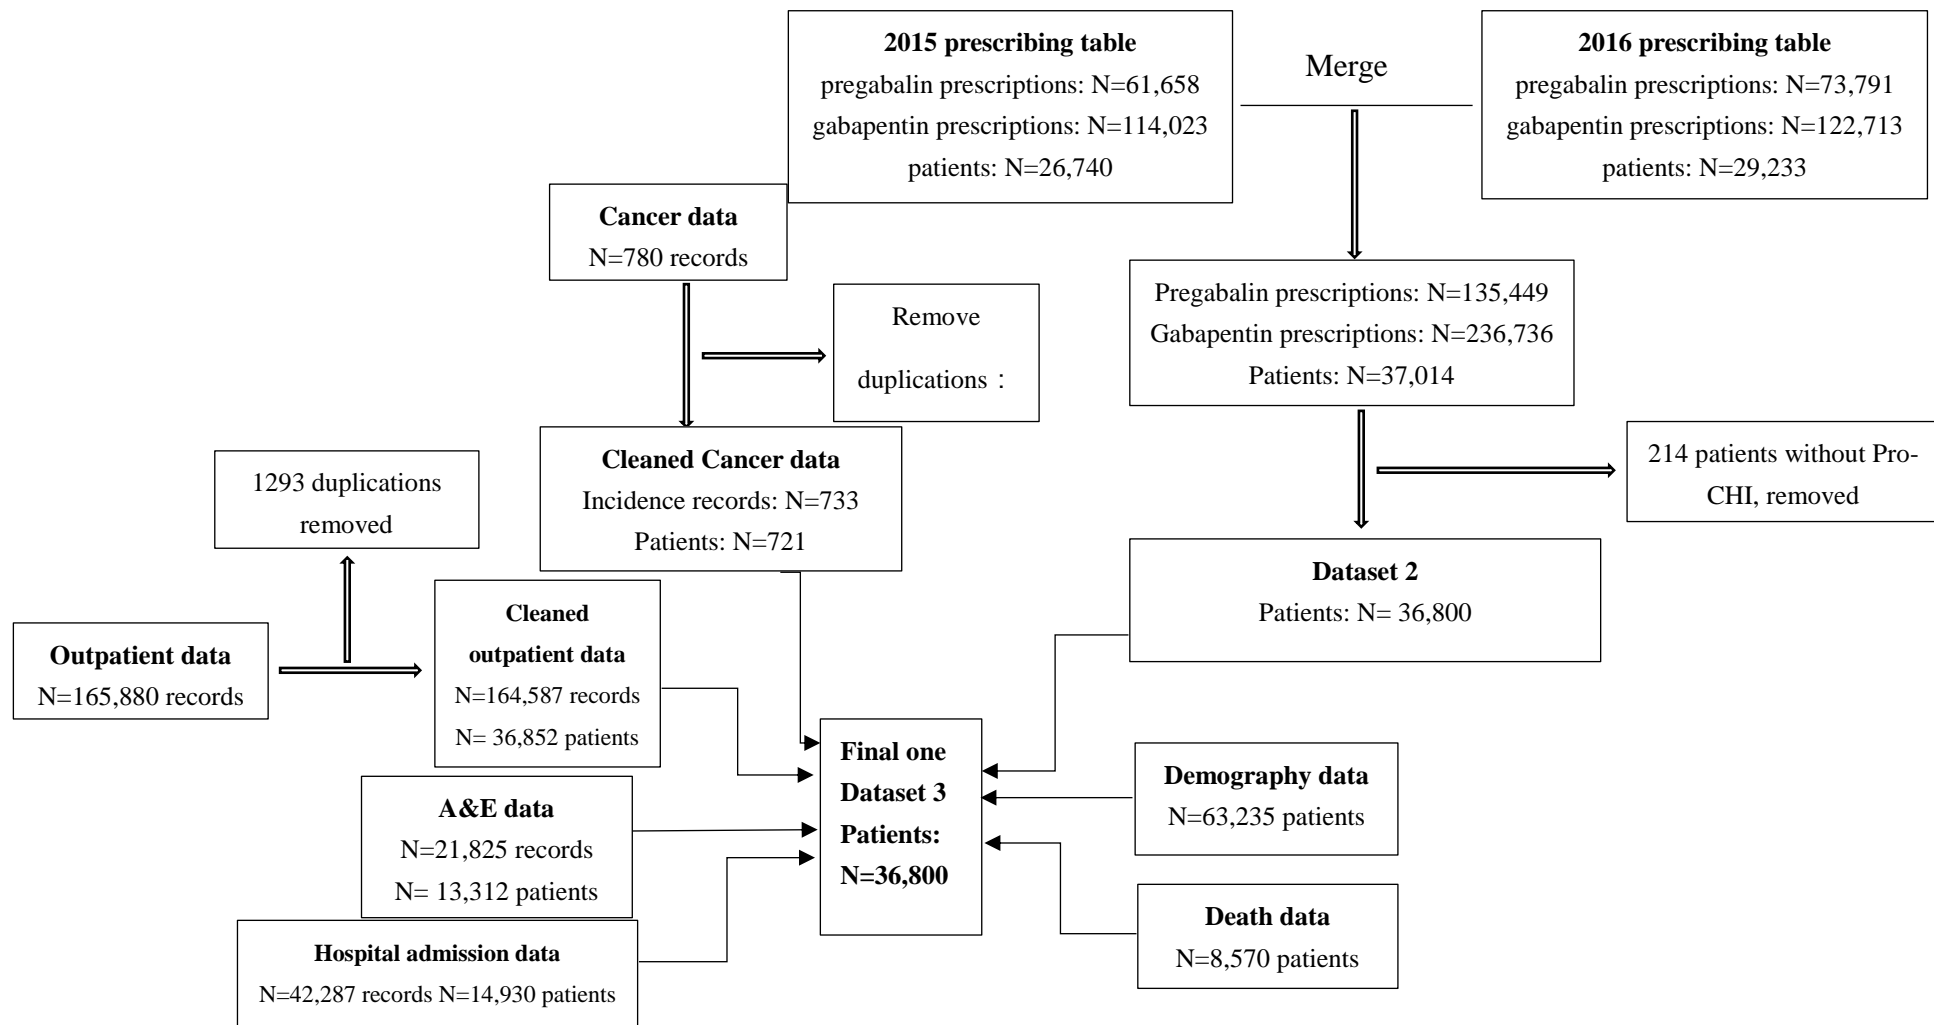 2015 prescribing table
pregabalin prescriptions: N=61,658
gabapentin prescriptions: N=114,023
patients: N=26,740
Merge
2016 prescribing table
pregabalin prescriptions: N=73,791
gabapentin prescriptions: N=122,713
patients: N=29,233
Cancer data
N=780 records
Remove
duplications：
Pregabalin prescriptions: N=135,449
Gabapentin prescriptions: N=236,736
Patients: N=37,014
214 patients without Pro-
CHI, removed
Cleaned Cancer data
Incidence records: N=733
Patients: N=721
1293 duplications
removed
Dataset 2
Patients: N= 36,800
Outpatient data
N=165,880 records
Cleaned
outpatient data
N=164,587 records
N= 36,852 patients
Final one
Dataset 3
Patients:
N=36,800
Demography data
N=63,235 patients
A&E data
N=21,825 records
N= 13,312 patients
Death data
N=8,570 patients
Hospital admission data
N=42,287 records N=14,930 patients